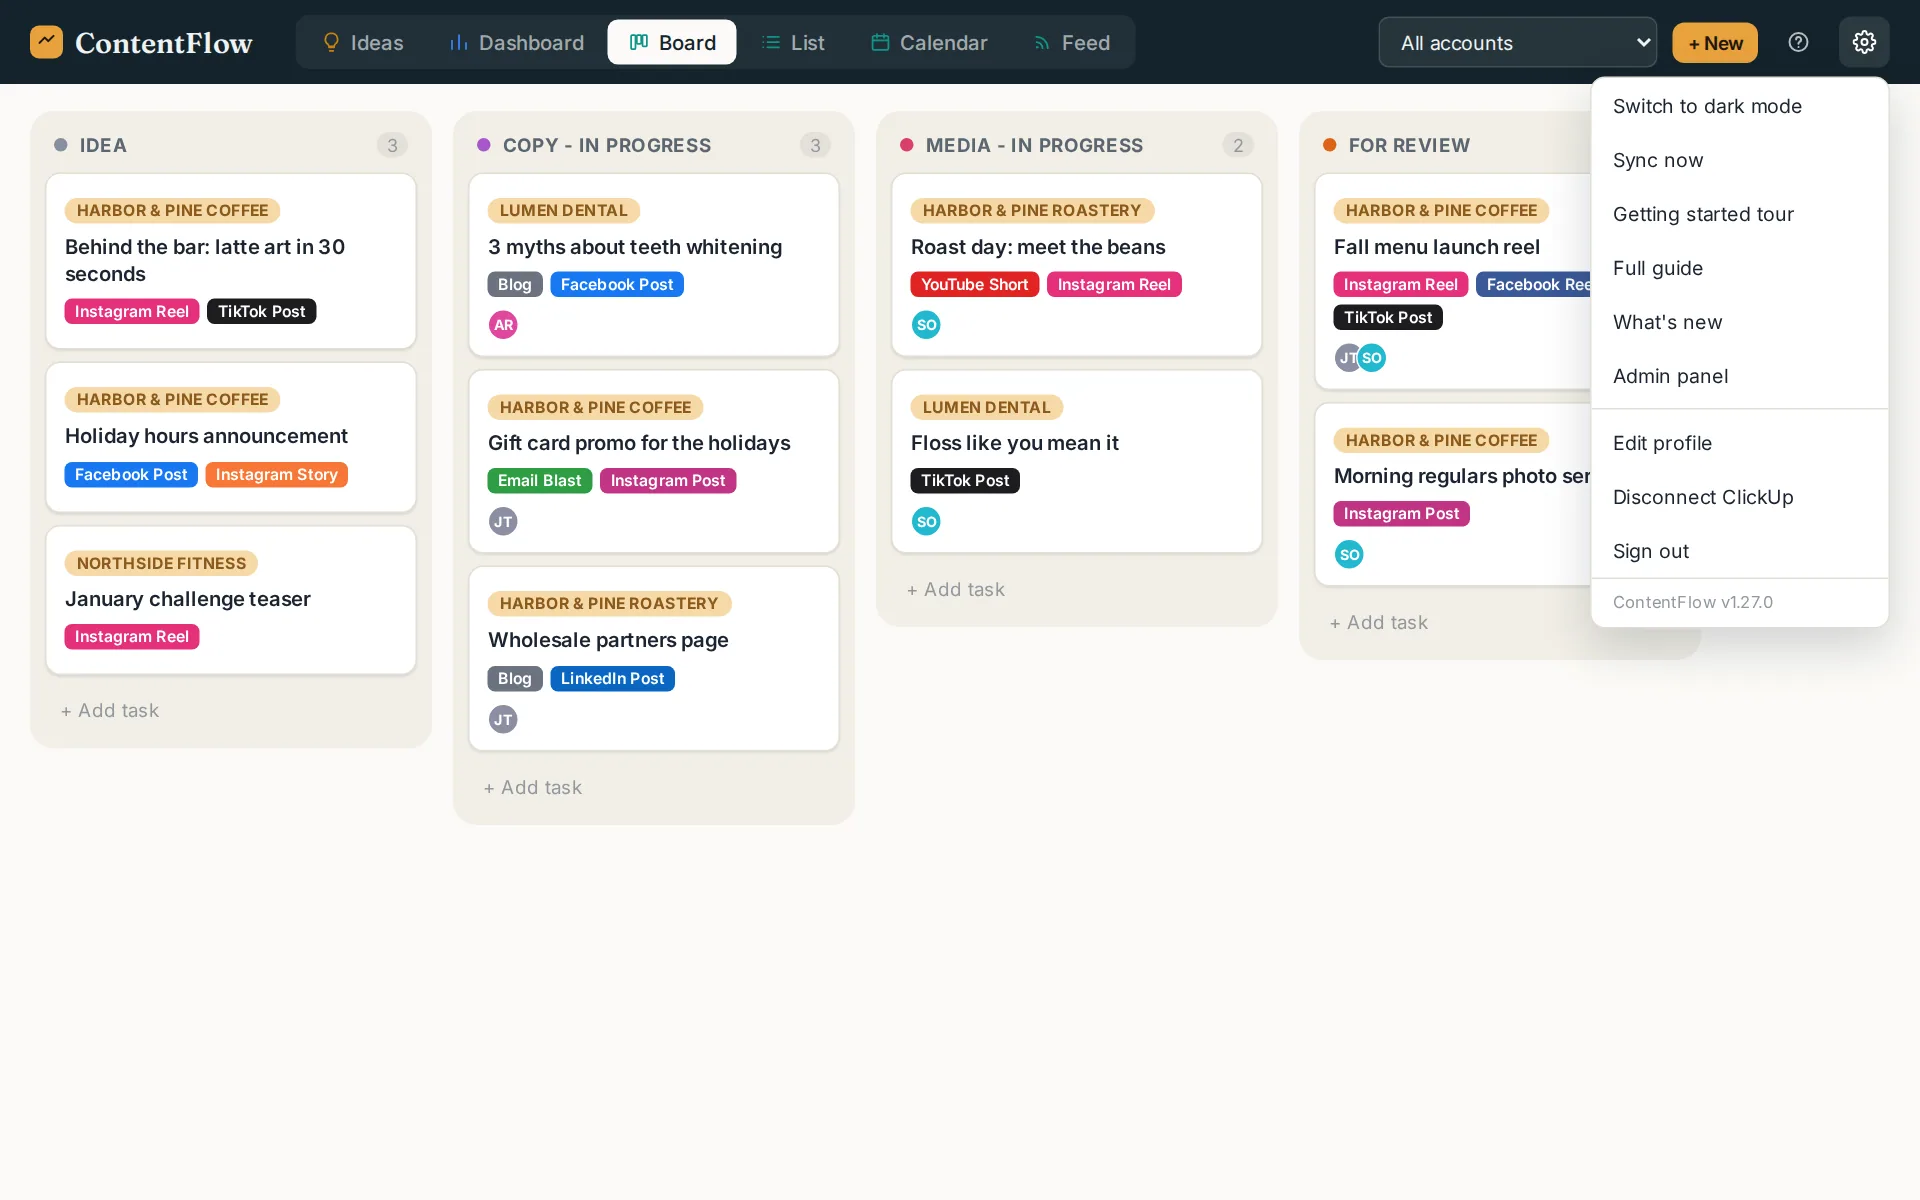 ContentFlow
Ideas
Dashboard
Board
List
Calendar
Feed
All accounts
+ New
IDEA
3
HARBOR & PINE COFFEE
Behind the bar: latte art in 30
seconds
Instagram Reel
TikTok Post
HARBOR & PINE COFFEE
Holiday hours announcement
Facebook Post
Instagram Story
NORTHSIDE FITNESS
January challenge teaser
Instagram Reel
+ Add task
COPY - IN PROGRESS
3
LUMEN DENTAL
3 myths about teeth whitening
Blog
Facebook Post
AR
HARBOR & PINE COFFEE
Gift card promo for the holidays
Email Blast
Instagram Post
JT
HARBOR & PINE ROASTERY
Wholesale partners page
Blog
LinkedIn Post
JT
+ Add task
MEDIA - IN PROGRESS
2
HARBOR & PINE ROASTERY
Roast day: meet the beans
YouTube Short
Instagram Reel
SO
LUMEN DENTAL
Floss like you mean it
TikTok Post
SO
+ Add task
FOR REVIEW
HARBOR & PINE COFFEE
Fall menu launch reel
Instagram Reel
Facebook
TikTok Post
JT
SO
HARBOR & PINE COFFEE
Morning regulars photo
Instagram Post
SO
+ Add task
Switch to dark mode
Sync now
Getting started tour
Full guide
What's new
Admin panel
Edit profile
Disconnect ClickUp
Sign out
ContentFlow v1.27.0